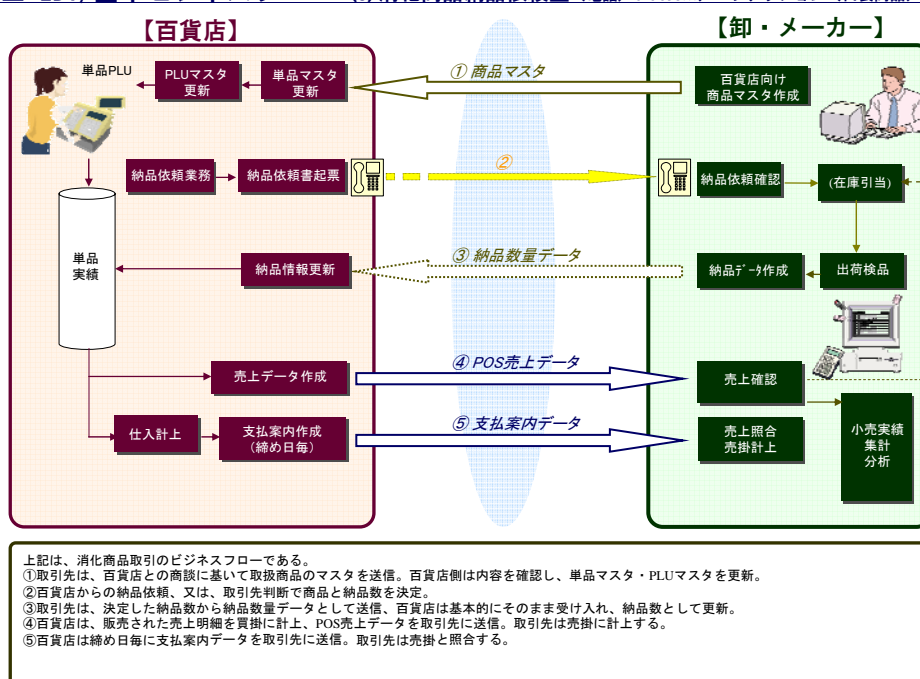 【百貨店】
【卸・メーカー】
単品PLU
PLUマスタ
更新
単品マスタ
更新
① 商品マスタ
百貨店向け
商品マスタ作成
納品依頼業務
納品依頼書起票
②
納品依頼確認
(在庫引当)
単品
実績
納品情報更新
③ 納品数量データ
納品ﾃﾞｰﾀ作成
出荷検品
売上データ作成
④ POS売上データ
売上確認
仕入計上
支払案内作成
(締め日毎)
⑤ 支払案内データ
売上照合
売掛計上
小売実績
集計
分析
上記は、消化商品取引のビジネスフローである。
①取引先は、百貨店との商談に基いて取扱商品のマスタを送信。百貨店側は内容を確認し、単品マスタ・PLUマスタを更新。
②百貨店からの納品依頼、又は、取引先判断で商品と納品数を決定。
③取引先は、決定した納品数から納品数量データとして送信、百貨店は基本的にそのまま受け入れ、納品数として更新。
④百貨店は、販売された売上明細を買掛に計上、POS売上データを取引先に送信。取引先は売掛に計上する。
⑤百貨店は締め日毎に支払案内データを取引先に送信。取引先は売掛と照合する。